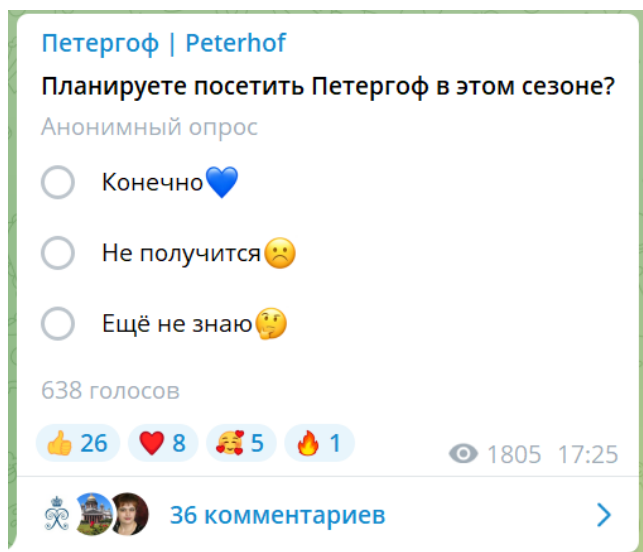 Петергоф | Peterhof
Планируете посетить Петергоф в этом сезоне?
Анонимный опрос
Конечно💙
Не получится☹️
Ещё не знаю🤔
638 голосов
👍 26 ❤️ 8 🥰 5 🔥 1 1805 17:25
36 комментариев